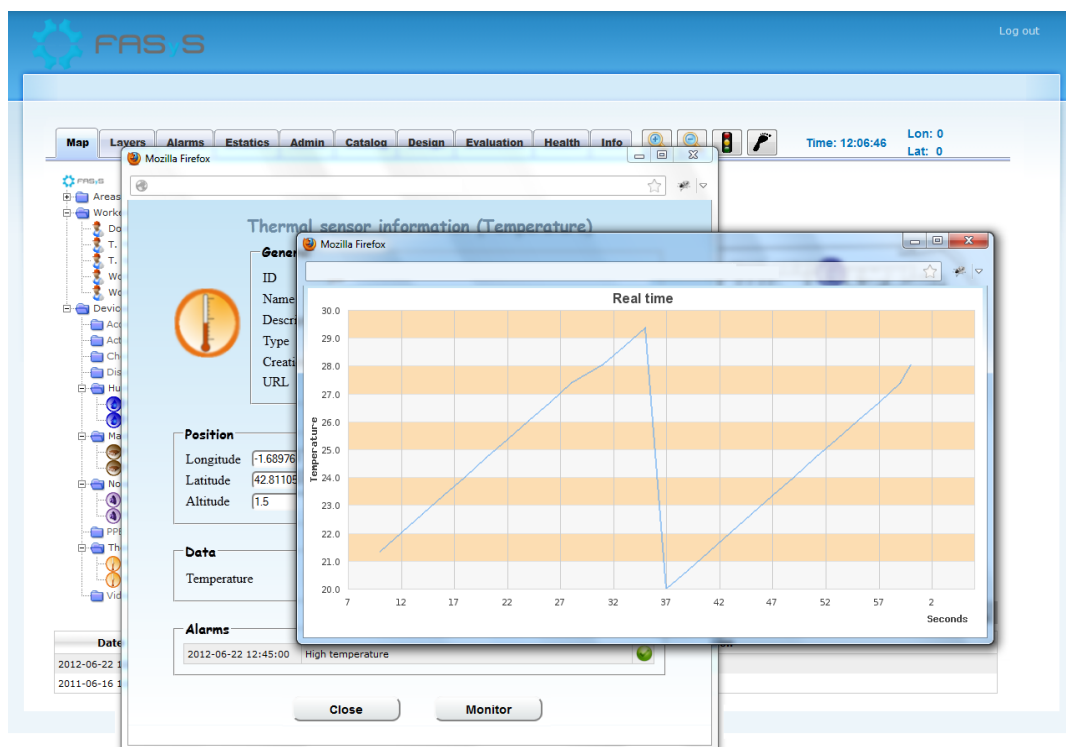 FASyS
Log out
Map Layers Alarms Estatics Admin Catalog Design Evaluation Health Info
Time: 12:06:46
Lon: 0
Lat: 0
Mozilla Firefox
FASyS
Areas
T.
T.
Thermal sensor information (Temperature)
ID
Name
Type
URL
Position
Longitude -1.68976
Latitude 42.81105
Altitude 1.5
Data
Temperature
Alarms
2012-06-22 12:45:00 High temperature
Close Monitor
Date
2012-06-22 1
2011-06-16 1
Mozilla Firefox
Real time
30.0
29.0
28.0
27.0
26.0
25.0
24.0
23.0
22.0
21.0
20.0
Temperature
7 12 17 22 27 32 37 42 47 52 57 2
Seconds